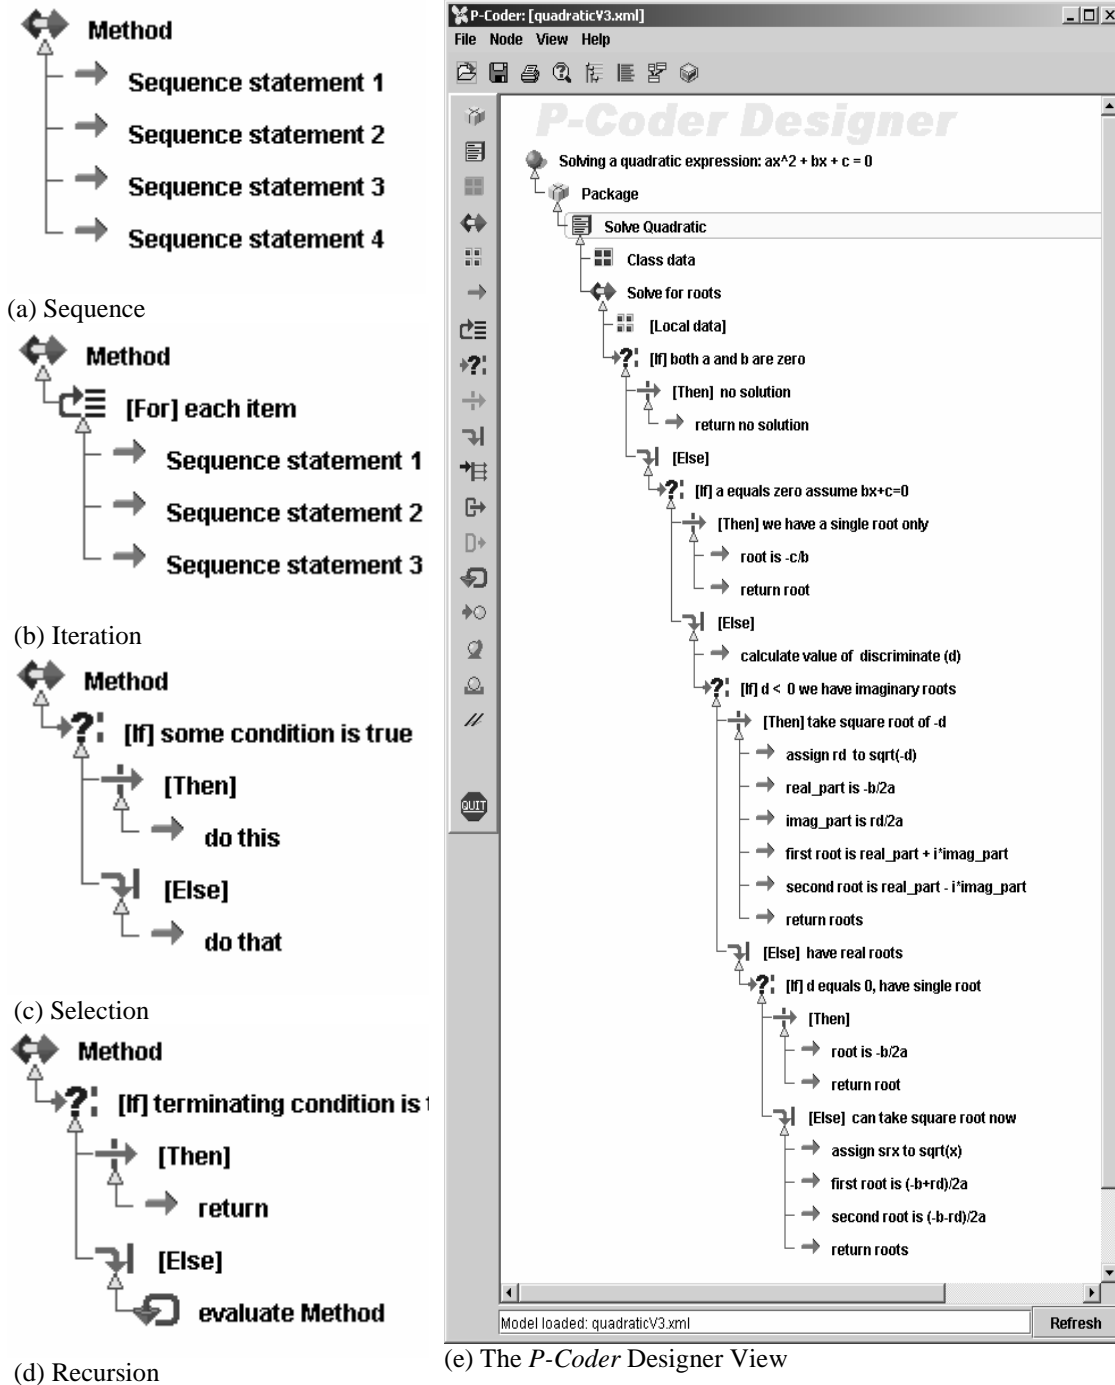 Method
Sequence statement 1
Sequence statement 2
Sequence statement 3
Sequence statement 4
(a) Sequence
Method
[For] each item
Sequence statement 1
Sequence statement 2
Sequence statement 3
(b) Iteration
Method
[If] some condition is true
[Then]
do this
[Else]
do that
(c) Selection
Method
[If] terminating condition is
[Then]
return
[Else]
evaluate Method
(d) Recursion
P-Coder: [quadraticV3.xml]
File Node View Help
P-Coder Designer
Solving a quadratic expression: ax^2 + bx + c = 0
Package
Solve Quadratic
Class data
Solve for roots
[Local data]
[If] both a and b are zero
[Then] no solution
return no solution
[Else]
[If] a equals zero assume bx+c=0
[Then] we have a single root only
root is -c/b
return root
[Else]
calculate value of discriminate (d)
[If] d < 0 we have imaginary roots
[Then] take square root of -d
assign rd to sqrt(-d)
real_part is -b/2a
imag_part is rd/2a
first root is real_part + i*imag_part
second root is real_part - i*imag_part
return roots
[Else] have real roots
[If] d equals 0, have single root
[Then]
root is -b/2a
return root
[Else] can take square root now
assign srx to sqrt(x)
first root is (-b+rd)/2a
second root is (-b-rd)/2a
return roots
QUIT
Model loaded: quadraticV3.xml
Refresh
(e) The P-Coder Designer View